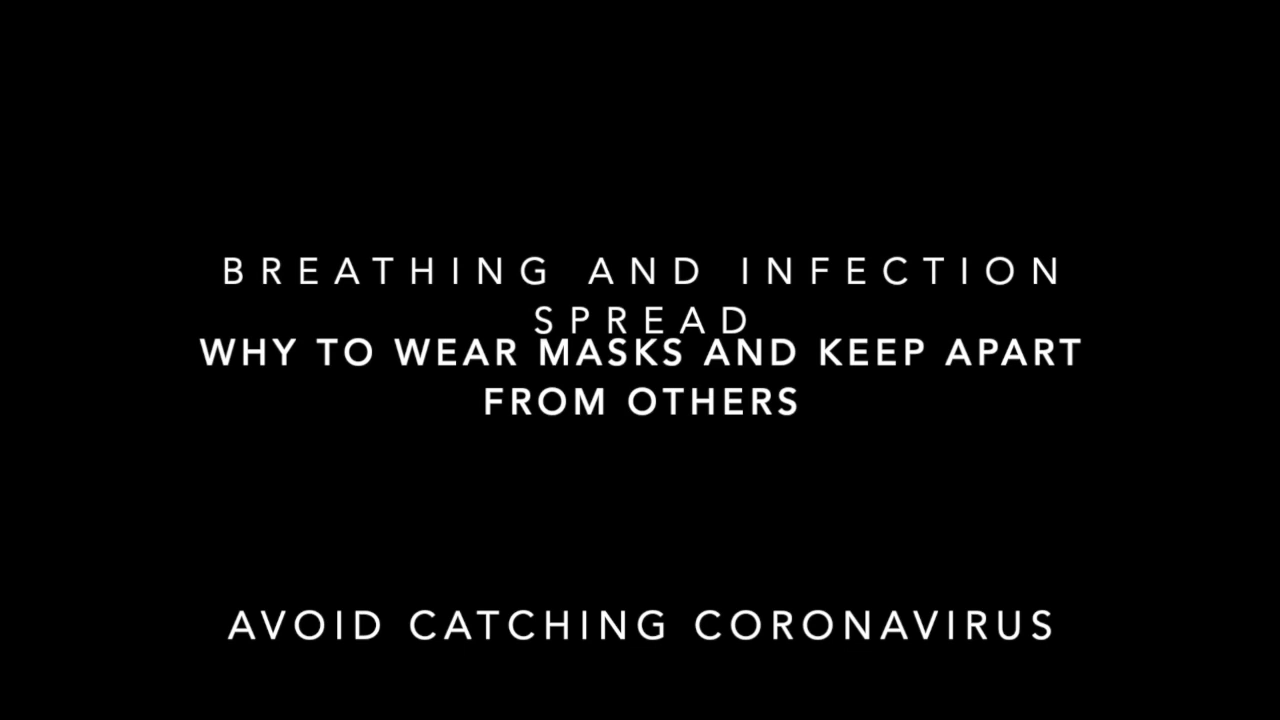 BREATHING AND INFECTION
SPREAD
WHY TO WEAR MASKS AND KEEP APART
FROM OTHERS
AVOID CATCHING CORONAVIRUS